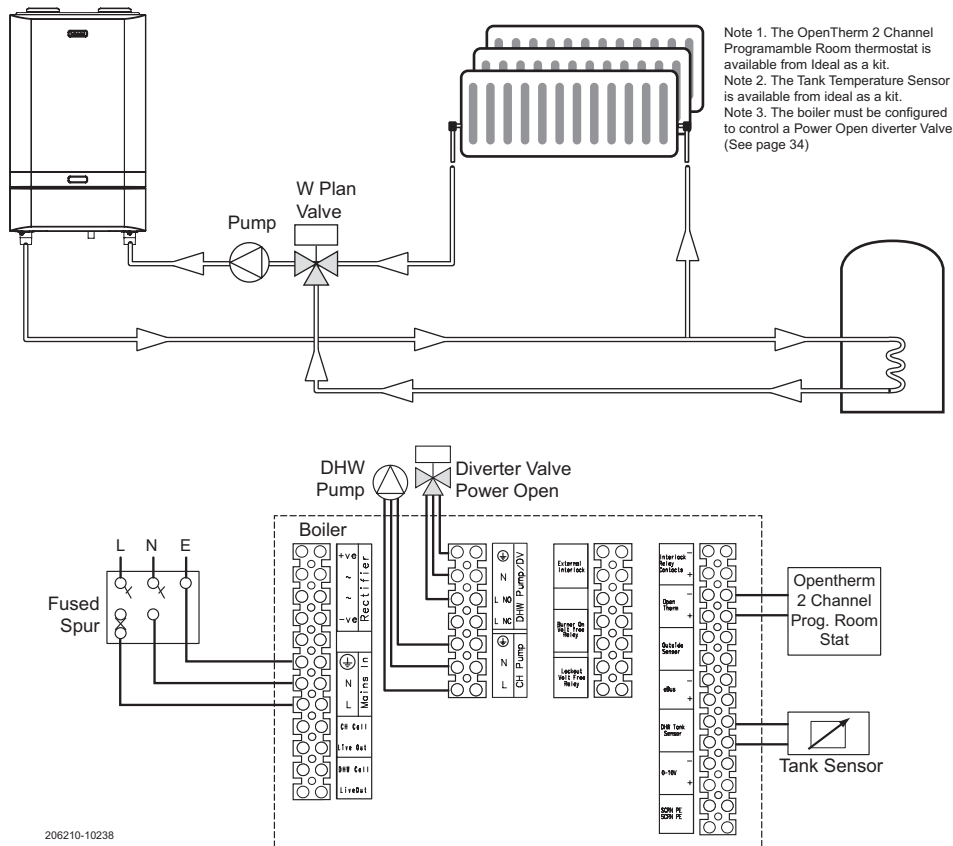 Note 1. The OpenTherm 2 Channel
Programamble Room thermostat is
available from Ideal as a kit.
Note 2. The Tank Temperature Sensor
is available from ideal as a kit.
Note 3. The boiler must be configured
to control a Power Open diverter Valve
(See page 34)
W Plan
Valve
Pump
DHW
Pump
Diverter Valve
Power Open
Boiler
L N E
Fused
Spur
+ve
~
~
-ve
Rectifier
N
L
Mains In
CH Call
Live Out
DHW Call
LiveOut
N
L NO
L NC
DHW Pump/DV
N
L
CH Pump
External
Interlock
Burner On
Volt Free
Relay
Lockout
Volt Free
Relay
Interlock
Relay
Contacts
-
+
Open
Therm
-
+
Outside
Sensor
eBus
-
+
DHW Tank
Sensor
0-10V
-
+
SCRN PE
SCRN PE
Opentherm
2 Channel
Prog. Room
Stat
Tank Sensor
206210-10238